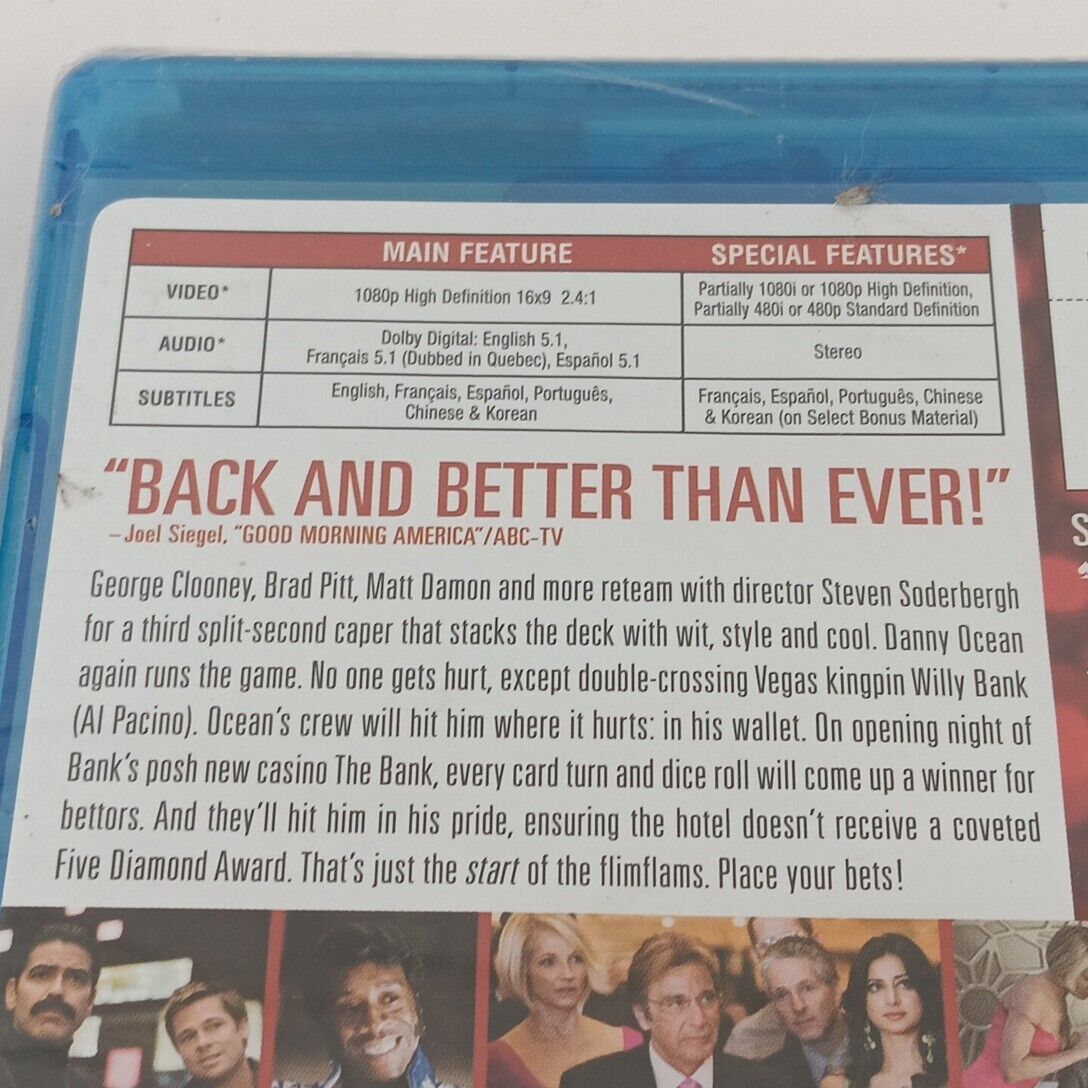 MAIN FEATURE SPECIAL FEATURES*
VIDEO* 1080p High Definition 16x9 2.4:1 Partially 1080i or 1080p High Definition,
Partially 480i or 480p Standard Definition
AUDIO* Dolby Digital: English 5.1,
Français 5.1 (Dubbed in Quebec), Español 5.1 Stereo
SUBTITLES English, Français, Español, Português,
Chinese & Korean Français, Español, Português, Chinese
& Korean (on Select Bonus Material)
"BACK AND BETTER THAN EVER!"
–Joel Siegel, "GOOD MORNING AMERICA"/ABC-TV
George Clooney, Brad Pitt, Matt Damon and more reteam with director Steven Soderbergh
for a third split-second caper that stacks the deck with wit, style and cool. Danny Ocean
again runs the game. No one gets hurt, except double-crossing Vegas kingpin Willy Bank
(Al Pacino). Ocean's crew will hit him where it hurts: in his wallet. On opening night of
Bank's posh new casino The Bank, every card turn and dice roll will come up a winner for
bettors. And they'll hit him in his pride, ensuring the hotel doesn't receive a coveted
Five Diamond Award. That's just the start of the flimflams. Place your bets!